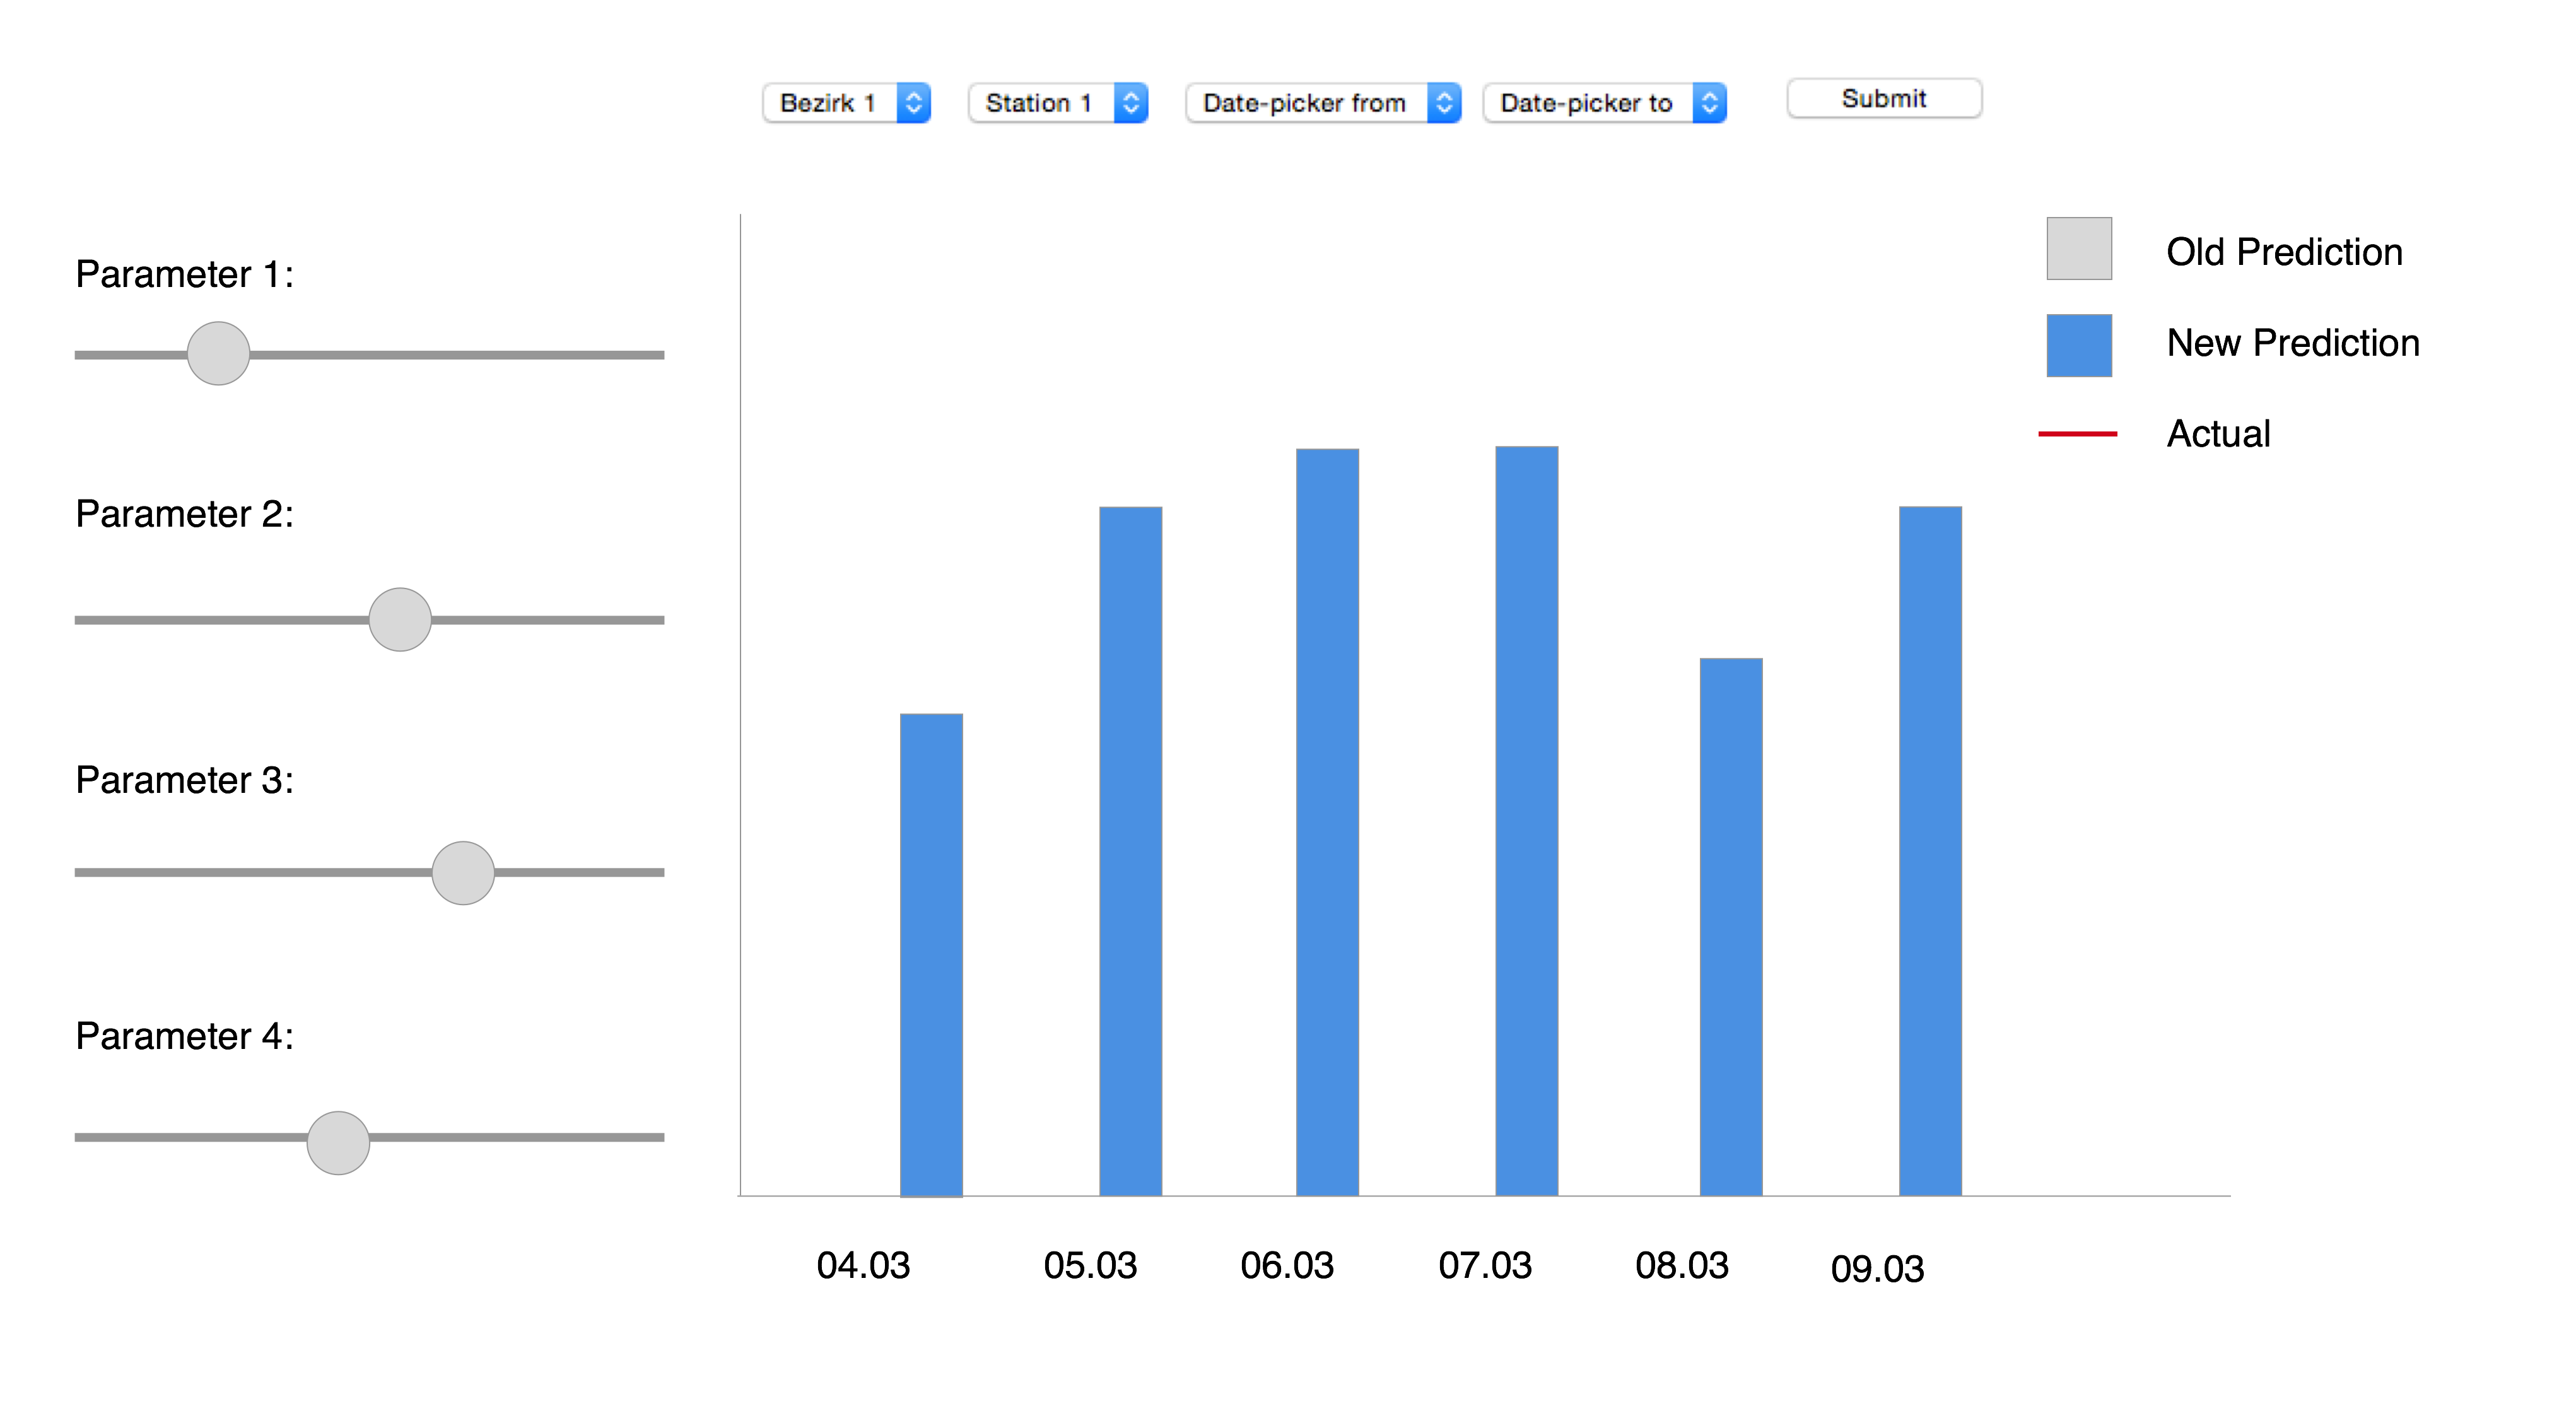 Bezirk 1
Station 1
Date-picker from
Date-picker to
Submit
Parameter 1:
Parameter 2:
Parameter 3:
Parameter 4:
Old Prediction
New Prediction
Actual
04.03
05.03
06.03
07.03
08.03
09.03